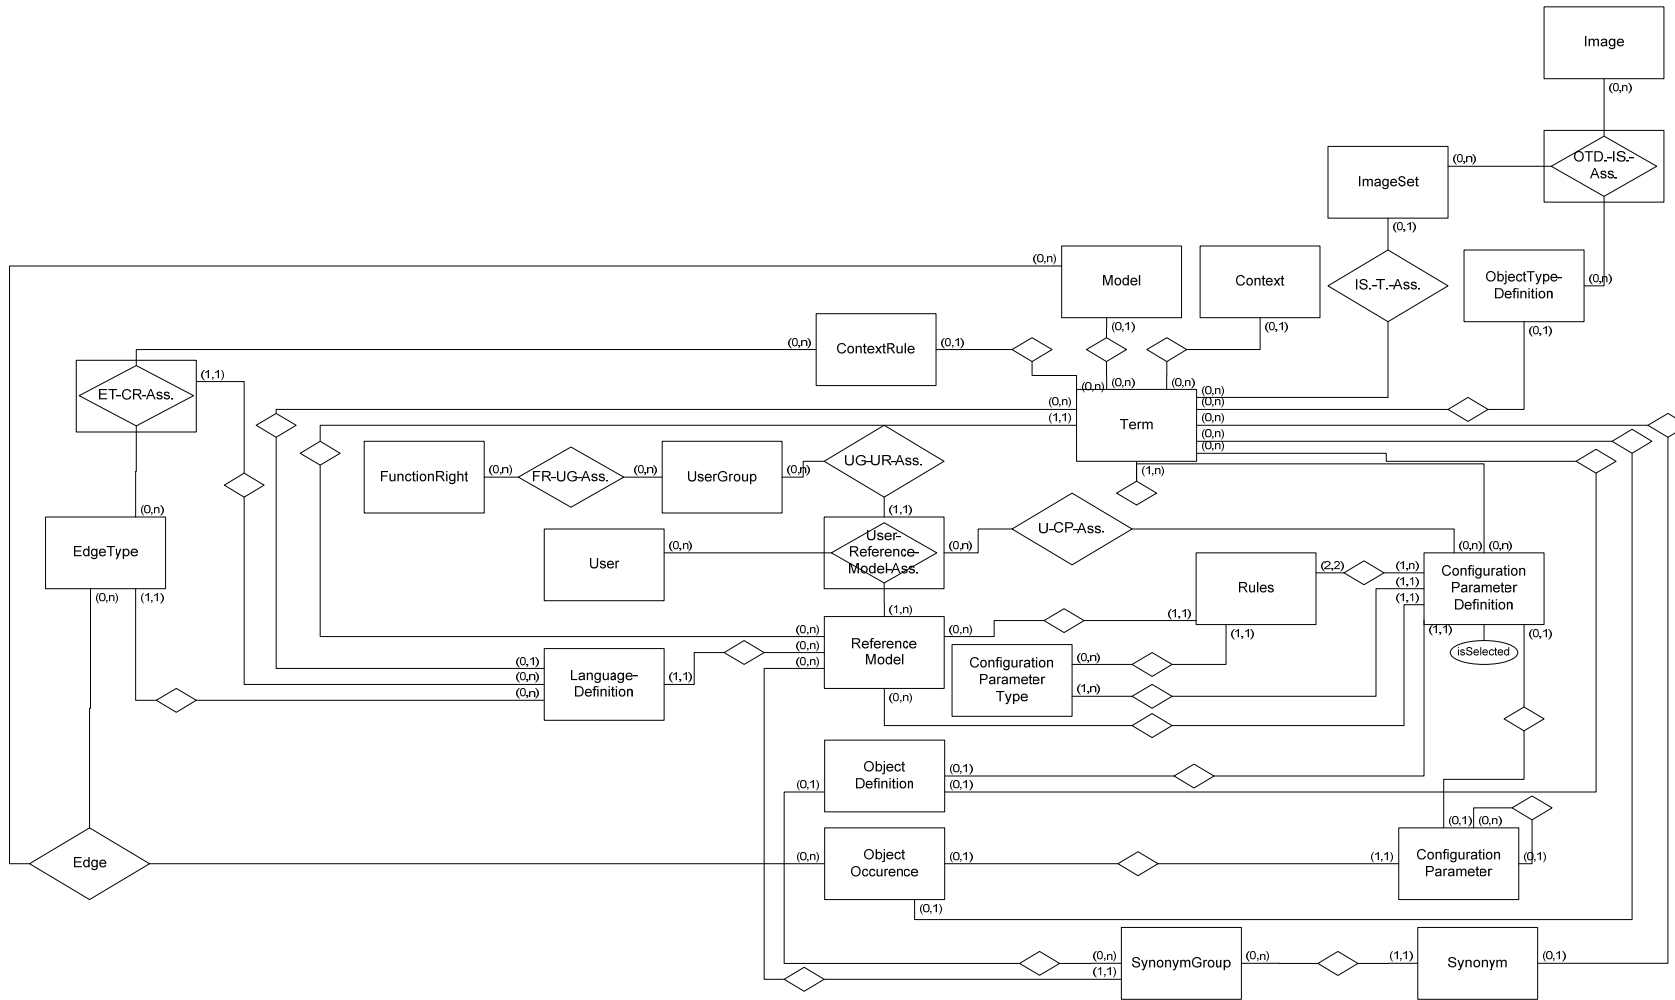 Image
(0,n)
OTD.-IS.-
Ass.
(0,n)
ImageSet
(0,1)
(0,n)
Model
(0,1)
Context
(0,1)
IS.-T.-Ass.
ObjectType-
Definition
(0,n)
(0,1)
(0,n)
ContextRule
(0,1)
(0,n)
ET-CR-Ass.
(1,1)
(0,n)
(0,n)
(0,n)
(0,n)
(0,n)
(0,n)
(1,1)
Term
(0,n)
(0,n)
(0,n)
(1,n)
FunctionRight
(0,n)
FR-UG-Ass.
(0,n)
UserGroup
(0,n)
UG-UR-Ass.
(1,1)
(0,n)
EdgeType
(0,n)
(1,1)
User
(0,n)
User-
Reference-
Model-Ass.
(0,n)
U-CP-Ass.
(0,n)
(0,n)
(1,n)
Rules
(2,2)
(1,n)
(1,1)
(1,1)
Configuration
Parameter
Definition
(1,1)
(1,1)
(1,1)
(0,1)
isSelected
(0,n)
(0,n)
(0,n)
Reference
Model
(0,n)
(0,n)
(0,1)
(0,n)
(0,n)
Language-
Definition
(1,1)
Configuration
Parameter
Type
(0,n)
(1,n)
Object
Definition
(0,1)
(0,1)
(0,1)
Edge
(0,n)
Object
Occurence
(0,1)
(0,1)
(1,1)
(0,1)
(0,n)
Configuration
Parameter
(0,1)
(0,n)
(1,1)
SynonymGroup
(0,n)
(1,1)
Synonym
(0,1)